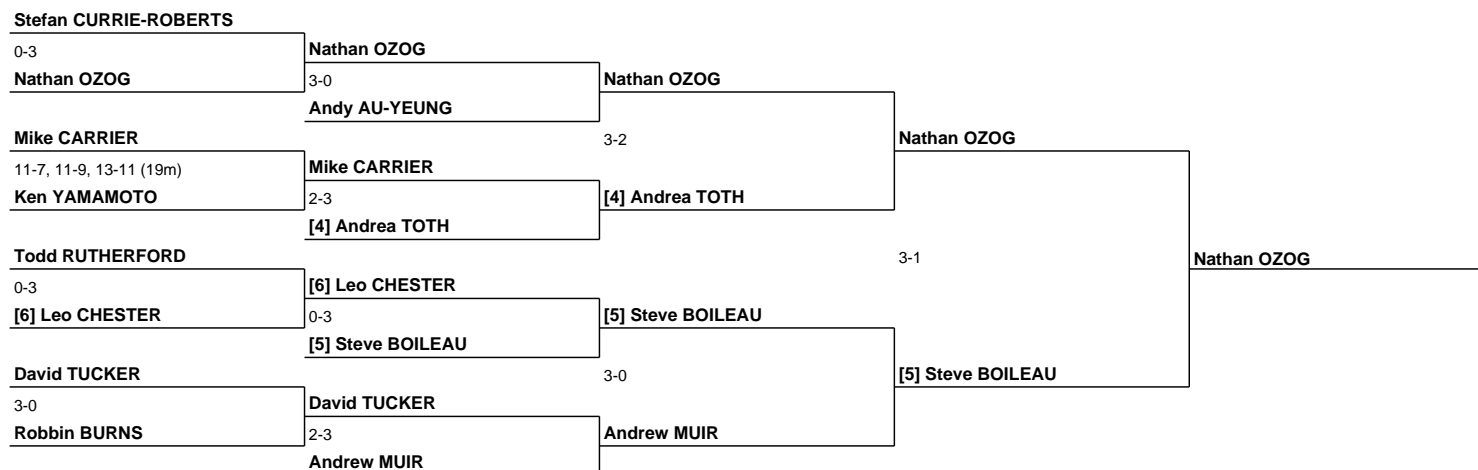 Stefan CURRIE-ROBERTS
0-3
Nathan OZOG
Nathan OZOG
3-0
Andy AU-YEUNG
Nathan OZOG
Mike CARRIER
11-7, 11-9, 13-11 (19m)
Ken YAMAMOTO
Mike CARRIER
2-3
[4] Andrea TOTH
3-2
[4] Andrea TOTH
Nathan OZOG
Todd RUTHERFORD
0-3
[6] Leo CHESTER
[6] Leo CHESTER
0-3
[5] Steve BOILEAU
[5] Steve BOILEAU
David TUCKER
3-0
Robbin BURNS
David TUCKER
2-3
Andrew MUIR
3-0
Andrew MUIR
[5] Steve BOILEAU
3-1
Nathan OZOG